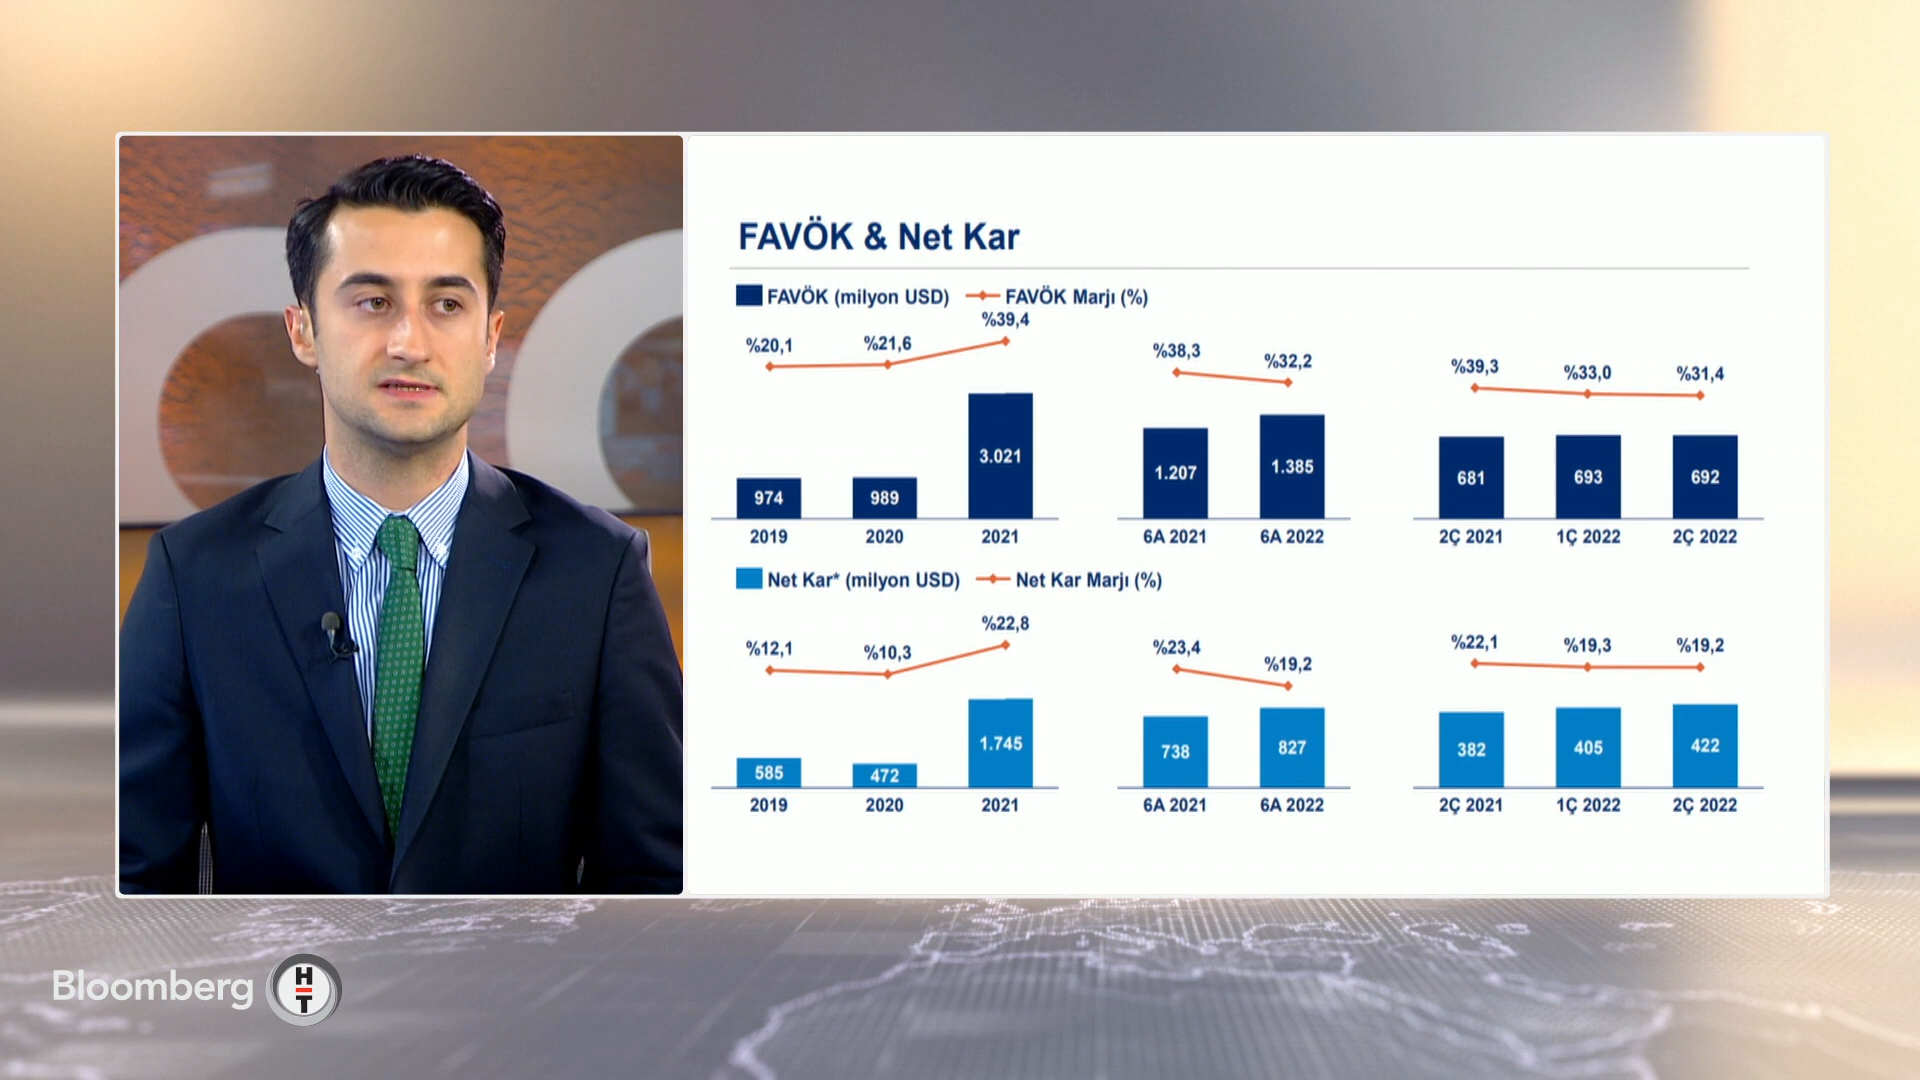 FAVÖK & Net Kar
FAVÖK (milyon USD) FAVÖK Marjı (%)
%20,1 %21,6 %39,4 %38,3 %32,2 %39,3 %33,0 %31,4
974 989 3.021 1.207 1.385 681 693 692
2019 2020 2021 6A 2021 6A 2022 2Ç 2021 1Ç 2022 2Ç 2022
Net Kar* (milyon USD) Net Kar Marjı (%)
%12,1 %10,3 %22,8 %23,4 %19,2 %22,1 %19,3 %19,2
585 472 1.745 738 827 382 405 422
2019 2020 2021 6A 2021 6A 2022 2Ç 2021 1Ç 2022 2Ç 2022
Bloomberg HT